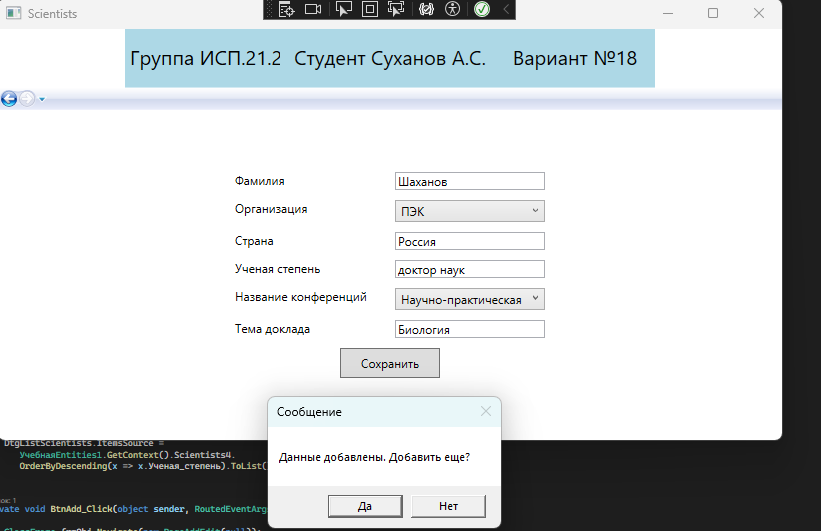 Scientists
Группа ИСП.21.2 Студент Суханов А.С. Вариант №18
Фамилия Шаханов
Организация ПЭК
Страна Россия
Ученая степень доктор наук
Название конференций Научно-практическая
Тема доклада Биология
Сохранить
Сообщение
Данные добавлены. Добавить еще?
Да Нет
DtgListScientists.ItemsSource =
УчебнаяEntities1.GetContext().Scientists4.
OrderByDescending(x => x.Ученая_степень).ToList(
vate void BtnAdd_Click(object sender, RoutedEventArg